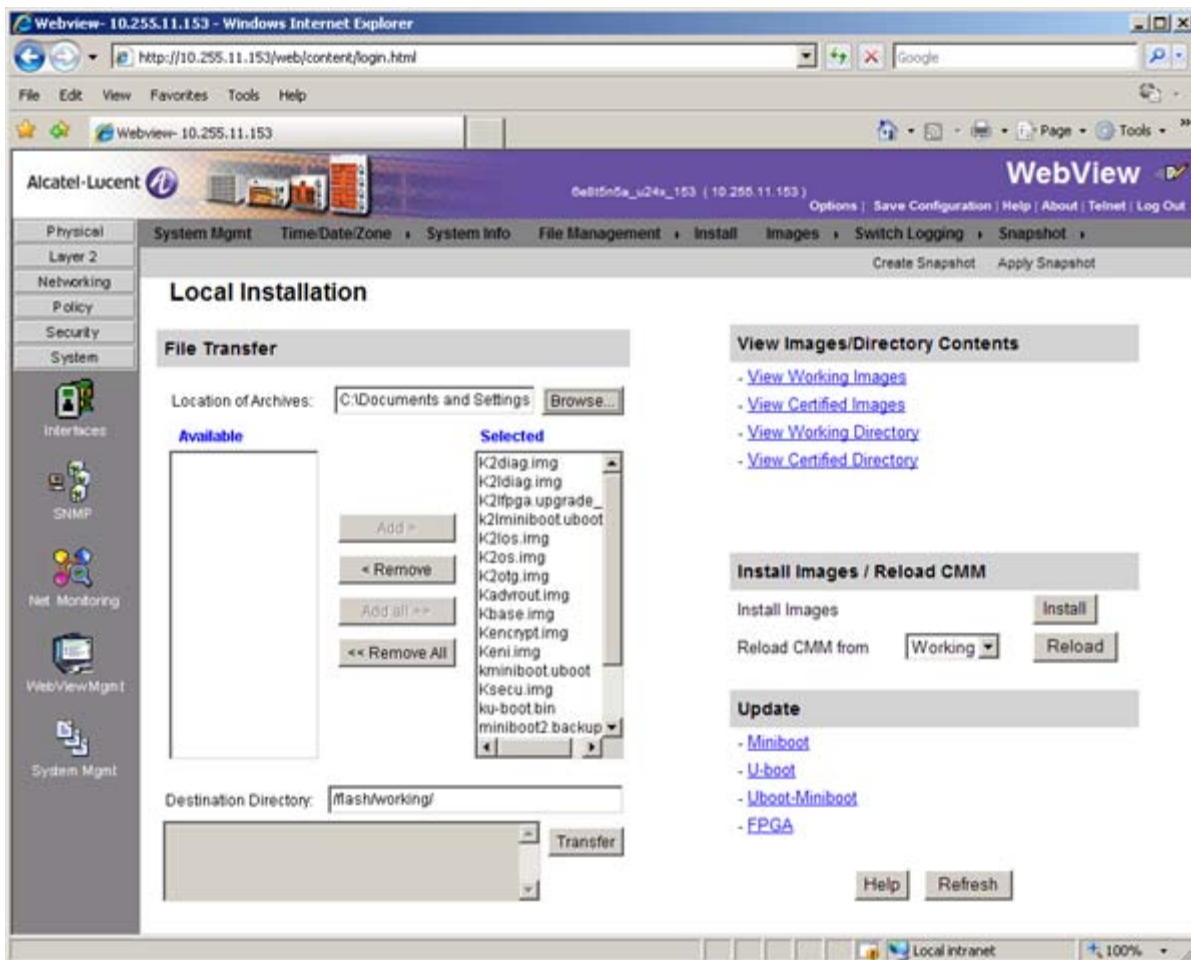 Webview- 10.255.11.153 - Windows Internet Explorer
http://10.255.11.153/web/content/login.html
Google
File Edit View Favorites Tools Help
Webview- 10.255.11.153
Page Tools
Alcatel-Lucent
WebView
(10.255.11.153)
Options | Save Configuration | Help | About | Telnet | Log Out
Physical
Layer 2
Networking
Policy
Security
System
Interfaces
SNMP
Net Monitoring
WebViewMgmt
System Mgmt
System Mgmt Time/Date/Zone System Info File Management Install Images Switch Logging Snapshot
Create Snapshot Apply Snapshot
Local Installation
File Transfer
Location of Archives: C:\Documents and Settings Browse...
Available Selected
K2diag.img
K2ldiag.img
K2lfpga.upgrade_
k2lminiboot.uboot
K2los.img
K2os.img
K2otg.img
Kadvrout.img
Kbase.img
Kencrypt.img
Keni.img
kminiboot.uboot
Ksecu.img
ku-boot.bin
miniboot2.backup
Add >
< Remove
Add all >>
<< Remove All
Destination Directory: /flash/working/
Transfer
View Images/Directory Contents
- View Working Images
- View Certified Images
- View Working Directory
- View Certified Directory
Install Images / Reload CMM
Install Images Install
Reload CMM from Working Reload
Update
- Miniboot
- U-boot
- Uboot-Miniboot
- FPGA
Help Refresh
Local intranet 100%